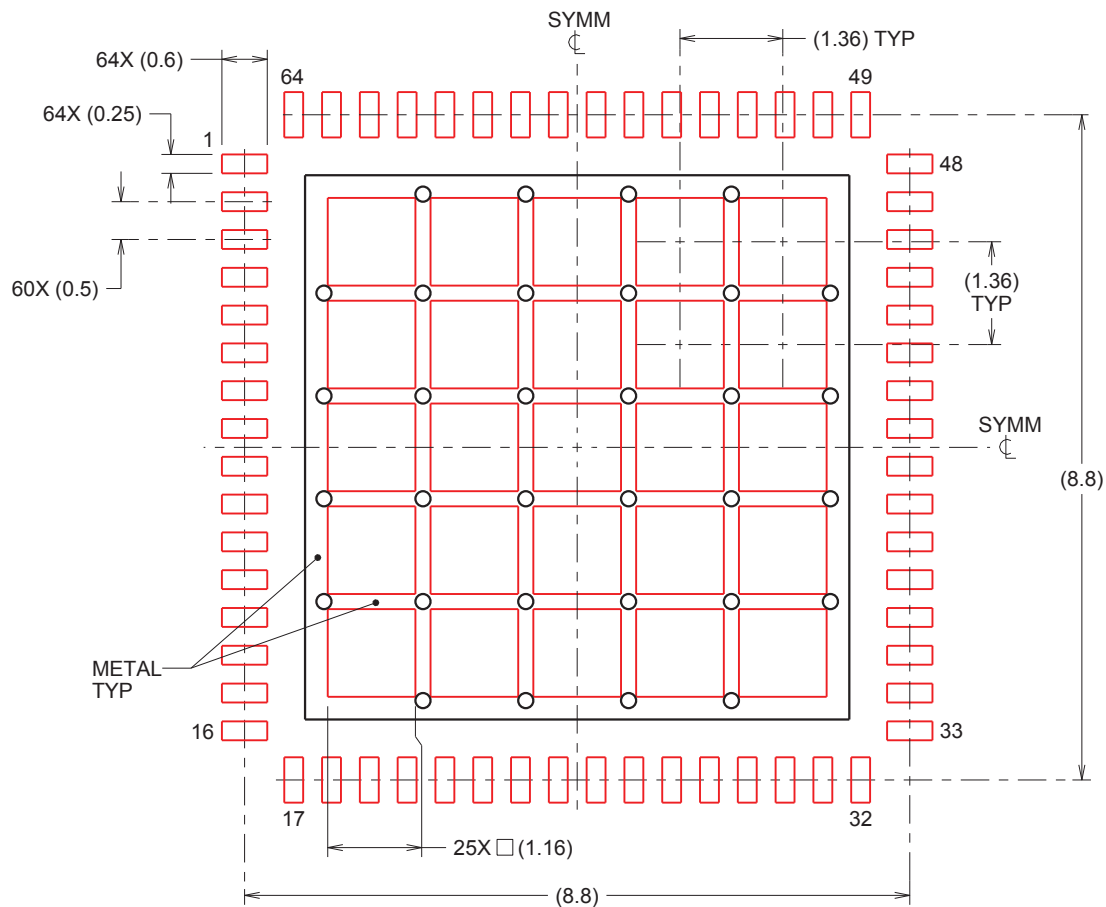 SYMM
℄
(1.36) TYP
64X (0.6)
64
49
64X (0.25)
1
48
60X (0.5)
(1.36)
TYP
SYMM
℄
(8.8)
METAL
TYP
16
33
17
32
25X □ (1.16)
(8.8)